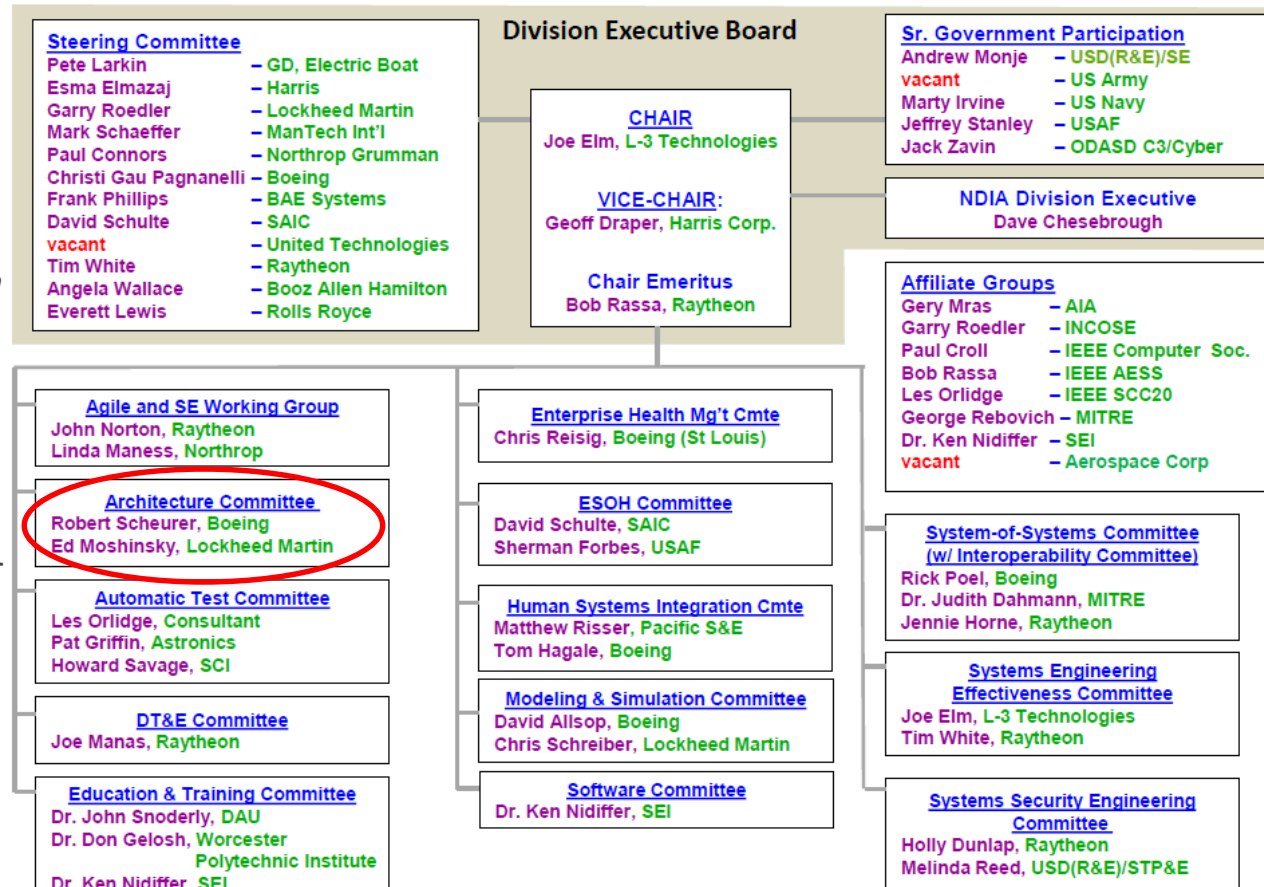 Division Executive Board
Steering Committee
Pete Larkin – GD, Electric Boat
Esma Elmazaj – Harris
Garry Roedler – Lockheed Martin
Mark Schaeffer – ManTech Int'l
Paul Connors – Northrop Grumman
Christi Gau Pagnanelli – Boeing
Frank Phillips – BAE Systems
David Schulte – SAIC
vacant – United Technologies
Tim White – Raytheon
Angela Wallace – Booz Allen Hamilton
Everett Lewis – Rolls Royce
CHAIR
Joe Elm, L-3 Technologies
VICE-CHAIR:
Geoff Draper, Harris Corp.
Chair Emeritus
Bob Rassa, Raytheon
Sr. Government Participation
Andrew Monje – USD(R&E)/SE
vacant – US Army
Marty Irvine – US Navy
Jeffrey Stanley – USAF
Jack Zavin – ODASD C3/Cyber
NDIA Division Executive
Dave Chesebrough
Affiliate Groups
Gery Mras – AIA
Garry Roedler – INCOSE
Paul Croll – IEEE Computer Soc.
Bob Rassa – IEEE AESS
Les Orlidge – IEEE SCC20
George Rebovich – MITRE
Dr. Ken Nidiffer – SEI
vacant – Aerospace Corp
Agile and SE Working Group
John Norton, Raytheon
Linda Maness, Northrop
Architecture Committee
Robert Scheurer, Boeing
Ed Moshinsky, Lockheed Martin
Automatic Test Committee
Les Orlidge, Consultant
Pat Griffin, Astronics
Howard Savage, SCI
DT&E Committee
Joe Manas, Raytheon
Education & Training Committee
Dr. John Snoderly, DAU
Dr. Don Gelosh, Worcester
Polytechnic Institute
Dr. Ken Nidiffer, SEI
Enterprise Health Mg't Cmte
Chris Reisig, Boeing (St Louis)
ESOH Committee
David Schulte, SAIC
Sherman Forbes, USAF
Human Systems Integration Cmte
Matthew Risser, Pacific S&E
Tom Hagale, Boeing
Modeling & Simulation Committee
David Allsop, Boeing
Chris Schreiber, Lockheed Martin
Software Committee
Dr. Ken Nidiffer, SEI
System-of-Systems Committee
(w/ Interoperability Committee)
Rick Poel, Boeing
Dr. Judith Dahmann, MITRE
Jennie Horne, Raytheon
Systems Engineering
Effectiveness Committee
Joe Elm, L-3 Technologies
Tim White, Raytheon
Systems Security Engineering
Committee
Holly Dunlap, Raytheon
Melinda Reed, USD(R&E)/STP&E